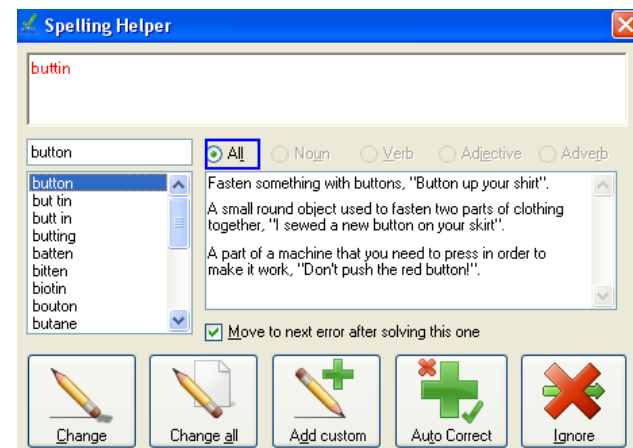 Spelling Helper
buttin
button
All Noun Verb Adjective Adverb
button
but tin
butt in
butting
batten
bitten
biotin
bouton
butane
Fasten something with buttons, "Button up your shirt".
A small round object used to fasten two parts of clothing
together, "I sewed a new button on your skirt".
A part of a machine that you need to press in order to
make it work, "Don't push the red button!".
Move to next error after solving this one
Change
Change all
Add custom
Auto Correct
Ignore